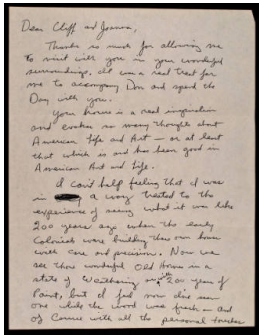 Dear Cliff and Joanna,
Thanks so much for allowing me
to visit with you in your wonderful
surroundings. It was a real treat for
me to accompany Don and spend the
Day with you.
Your home is a real inspiration
and evokes so many thoughts about
American life and Art — or at least
that which is and has been good in
American Art and life.
I can't help feeling that I was
in a way treated to the
experience of seeing what it was like
200 years ago when the early
Colonists were building their own homes
with care and precision. Now we
see those wonderful Old Homes in a
state of Weathering 200 years of
Paint, but I feel now I've seen
one while the wood was fresh — and
of Course with all the personal touches